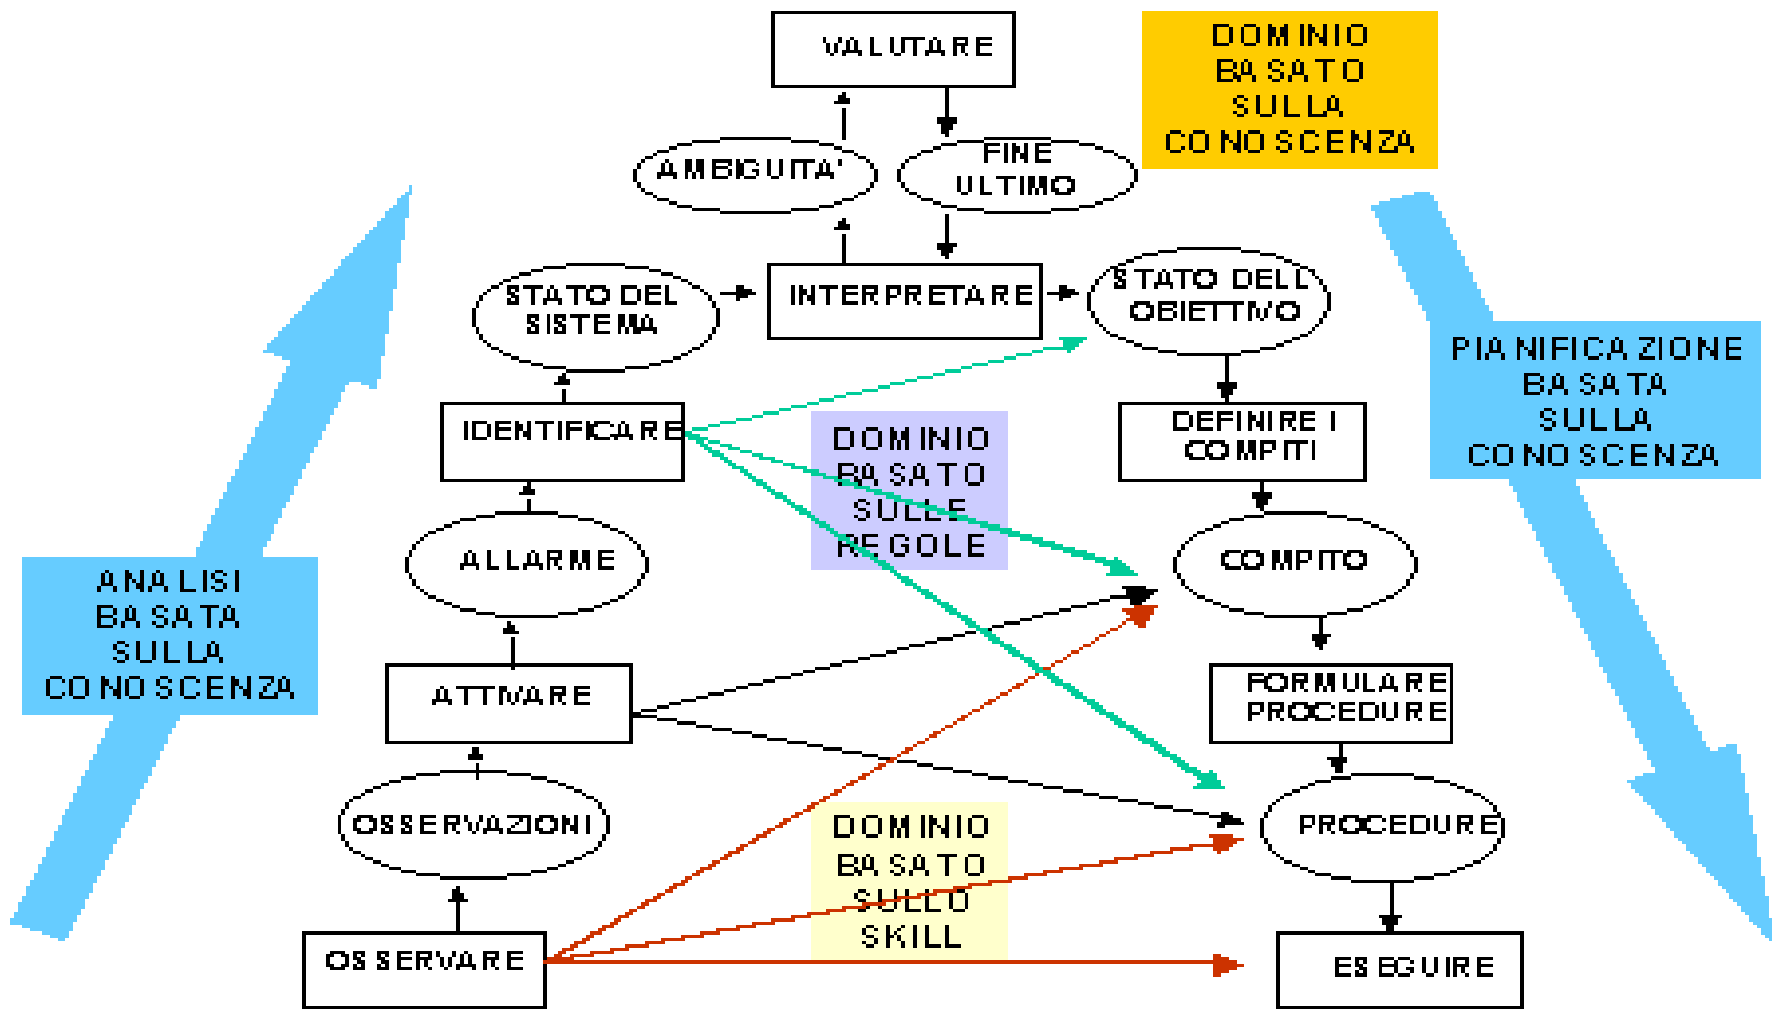 VALUTARE
DOMINIO
BASATO
SULLA
CONOSCENZA
AMBIGUITA'
FINE
ULTIMO
STATO DEL
SISTEMA
INTERPRETARE
STATO DELL
OBIETTIVO
PIANIFICAZIONE
BASATA
SULLA
CONOSCENZA
IDENTIFICARE
DOMINIO
BASATO
SULLE
REGOLE
DEFINIRE I
COMPITI
ALLARME
COMPITO
ANALISI
BASATA
SULLA
CONOSCENZA
ATTIVARE
FORMULARE
PROCEDURE
OSSERVAZIONI
DOMINIO
BASATO
SULLO
SKILL
PROCEDURE
OSSERVARE
ESEGUIRE